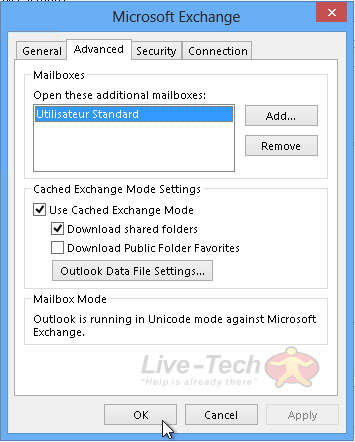 Microsoft Exchange
General Advanced Security Connection
Mailboxes
Open these additional mailboxes:
Utilisateur Standard
Add...
Remove
Cached Exchange Mode Settings
Use Cached Exchange Mode
Download shared folders
Download Public Folder Favorites
Outlook Data File Settings...
Mailbox Mode
Outlook is running in Unicode mode against Microsoft
Exchange.
Live-Tech
"Help is already there"
OK Cancel Apply